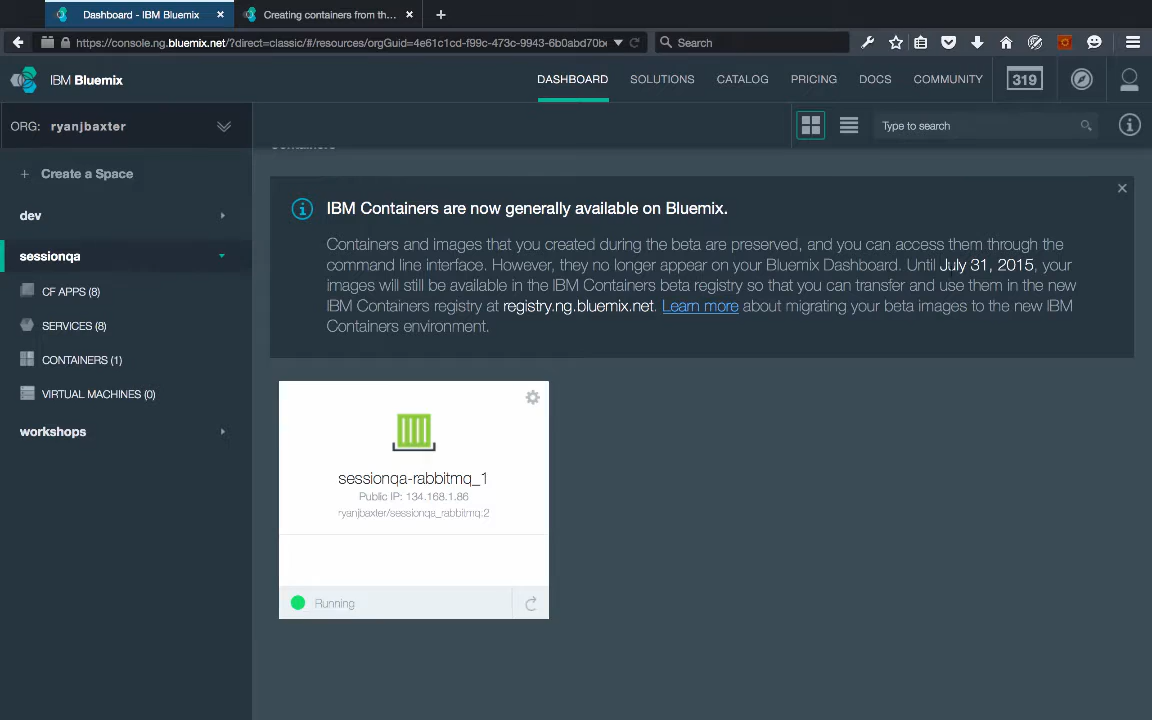 Dashboard - IBM Bluemix
Creating containers from th...
https://console.ng.bluemix.net/?direct=classic/#/resources/orgGuid=4e61c1cd-f99c-473c-9943-6b0abd70b
Search
IBM Bluemix
DASHBOARD
SOLUTIONS
CATALOG
PRICING
DOCS
COMMUNITY
319
ORG: ryanjbaxter
Type to search
+ Create a Space
dev
sessionqa
CF APPS (8)
SERVICES (8)
CONTAINERS (1)
VIRTUAL MACHINES (0)
workshops
IBM Containers are now generally available on Bluemix.
Containers and images that you created during the beta are preserved, and you can access them through the
command line interface. However, they no longer appear on your Bluemix Dashboard. Until July 31, 2015, your
images will still be available in the IBM Containers beta registry so that you can transfer and use them in the new
IBM Containers registry at registry.ng.bluemix.net. Learn more about migrating your beta images to the new IBM
Containers environment.
sessionqa-rabbitmq_1
Public IP: 134.168.1.86
ryanjbaxter/sessionqa_rabbitmq:2
Running